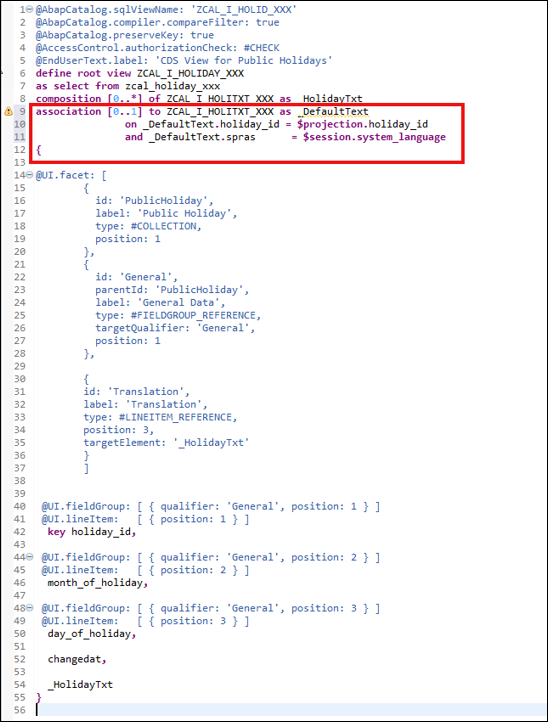 1 @AbapCatalog.sqlViewName: 'ZCAL_I_HOLID_XXX'
2 @AbapCatalog.compiler.compareFilter: true
3 @AbapCatalog.preserveKey: true
4 @AccessControl.authorizationCheck: #CHECK
5 @EndUserText.label: 'CDS View for Public Holidays'
6 define root view ZCAL_I_HOLIDAY_XXX
7 as select from zcal_holiday_xxx
8 composition [0..*] of ZCAL_I_HOLITXT_XXX as _HolidayTxt
9 association [0..1] to ZCAL_I_HOLITXT_XXX as _DefaultText
10 on _DefaultText.holiday_id = $projection.holiday_id
11 and _DefaultText.spras = $session.system_language
12 {
13
14 @UI.facet: [
15 {
16 id: 'PublicHoliday',
17 label: 'Public Holiday',
18 type: #COLLECTION,
19 position: 1
20 },
21 {
22 id: 'General',
23 parentId: 'PublicHoliday',
24 label: 'General Data',
25 type: #FIELDGROUP_REFERENCE,
26 targetQualifier: 'General',
27 position: 1
28 },
29
30 {
31 id: 'Translation',
32 label: 'Translation',
33 type: #LINEITEM_REFERENCE,
34 position: 3,
35 targetElement: '_HolidayTxt'
36 }
37 ]
38
39
40 @UI.fieldGroup: [ { qualifier: 'General', position: 1 } ]
41 @UI.lineItem: [ { position: 1 } ]
42 key holiday_id,
43
44 @UI.fieldGroup: [ { qualifier: 'General', position: 2 } ]
45 @UI.lineItem: [ { position: 2 } ]
46 month_of_holiday,
47
48 @UI.fieldGroup: [ { qualifier: 'General', position: 3 } ]
49 @UI.lineItem: [ { position: 3 } ]
50 day_of_holiday,
51
52 changedat,
53
54 _HolidayTxt
55 }
56